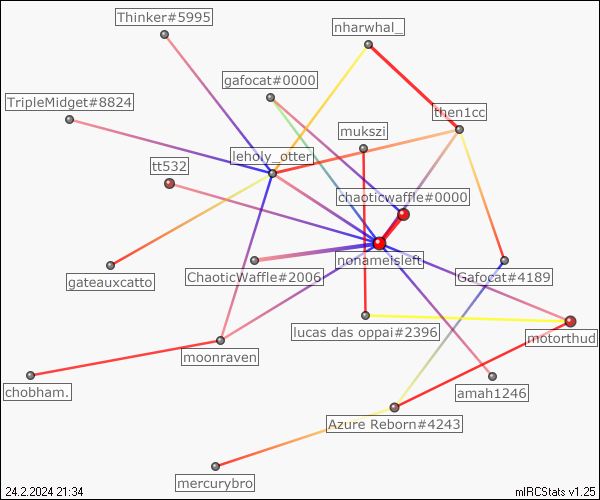 Thinker#5995
nharwhal_
gafocat#0000
TripleMidget#8824
then1cc
mukszi
leholy_otter
tt532
chaoticwaffle#0000
nonameisleft
ChaoticWaffle#2006
Gafocat#4189
gateauxcatto
lucas das oppai#2396
motorthud
moonraven
chobham.
amah1246
Azure Reborn#4243
mercurybro
24.2.2024 21:34
mIRCStats v1.25